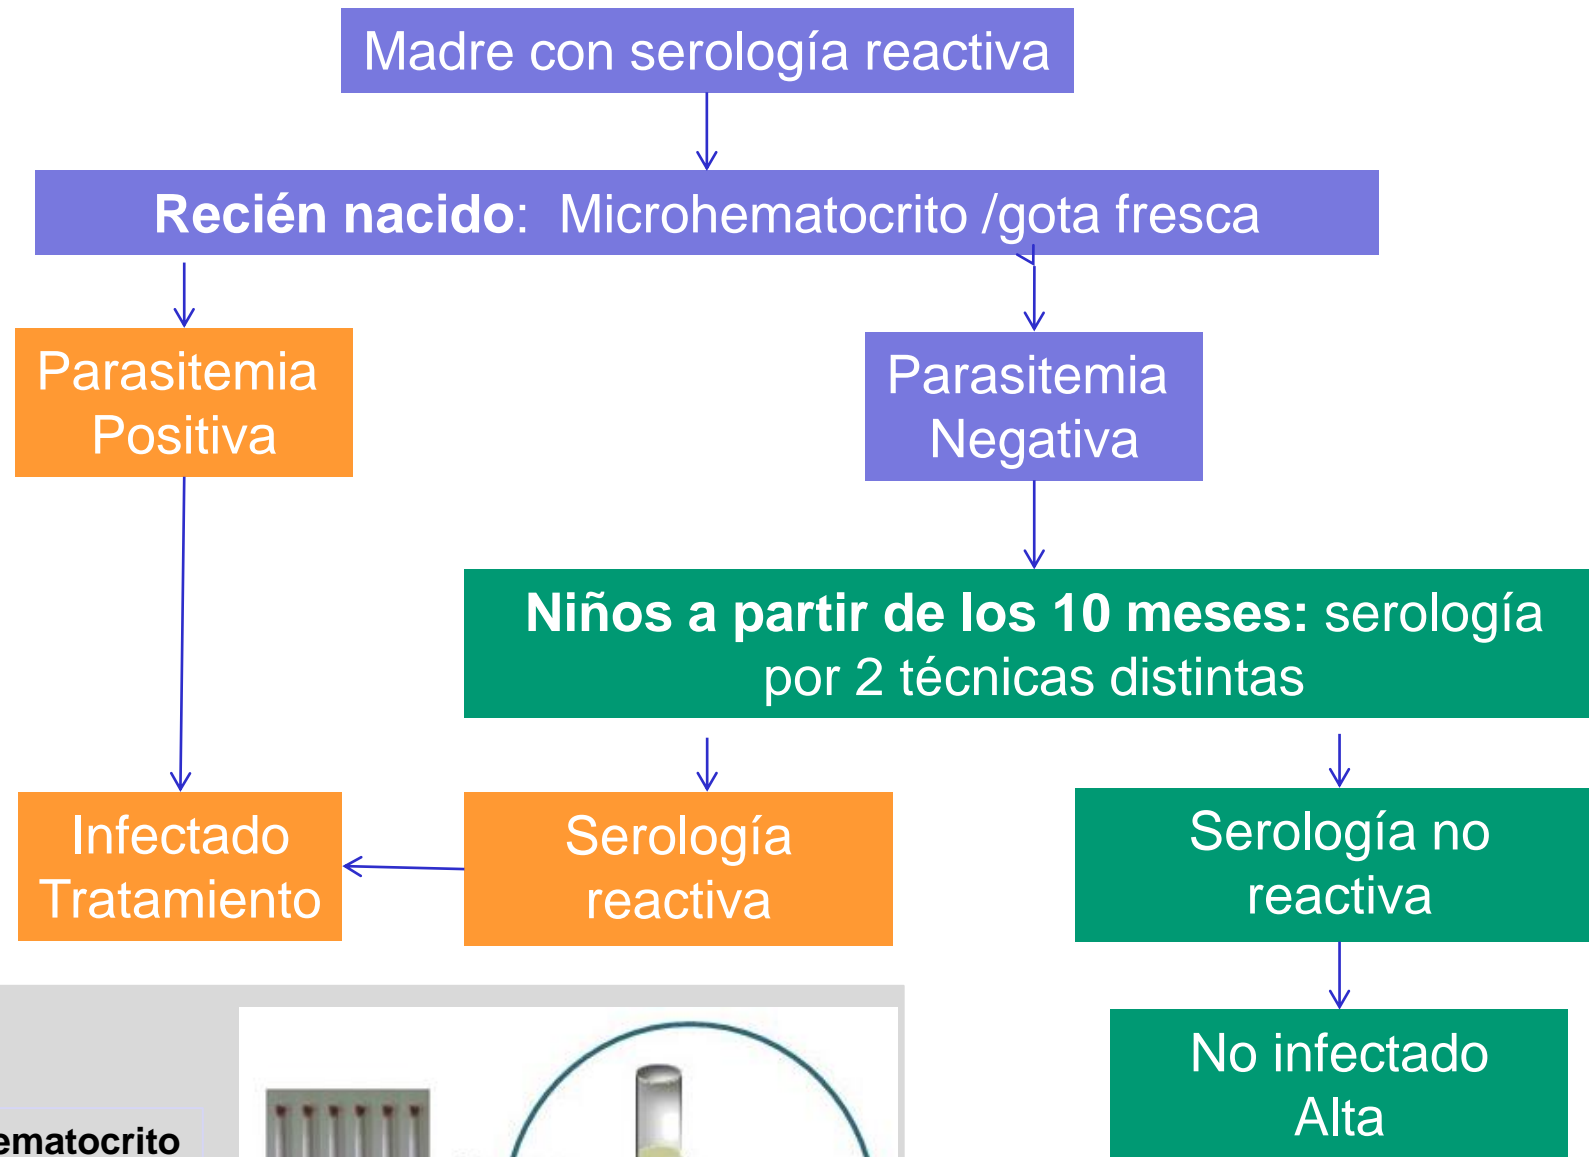 Madre con serología reactiva
Recién nacido: Microhematocrito /gota fresca
Parasitemia
Positiva
Parasitemia
Negativa
Niños a partir de los 10 meses: serología
por 2 técnicas distintas
Infectado
Tratamiento
Serología
reactiva
Serología no
reactiva
No infectado
Alta
ematocrito